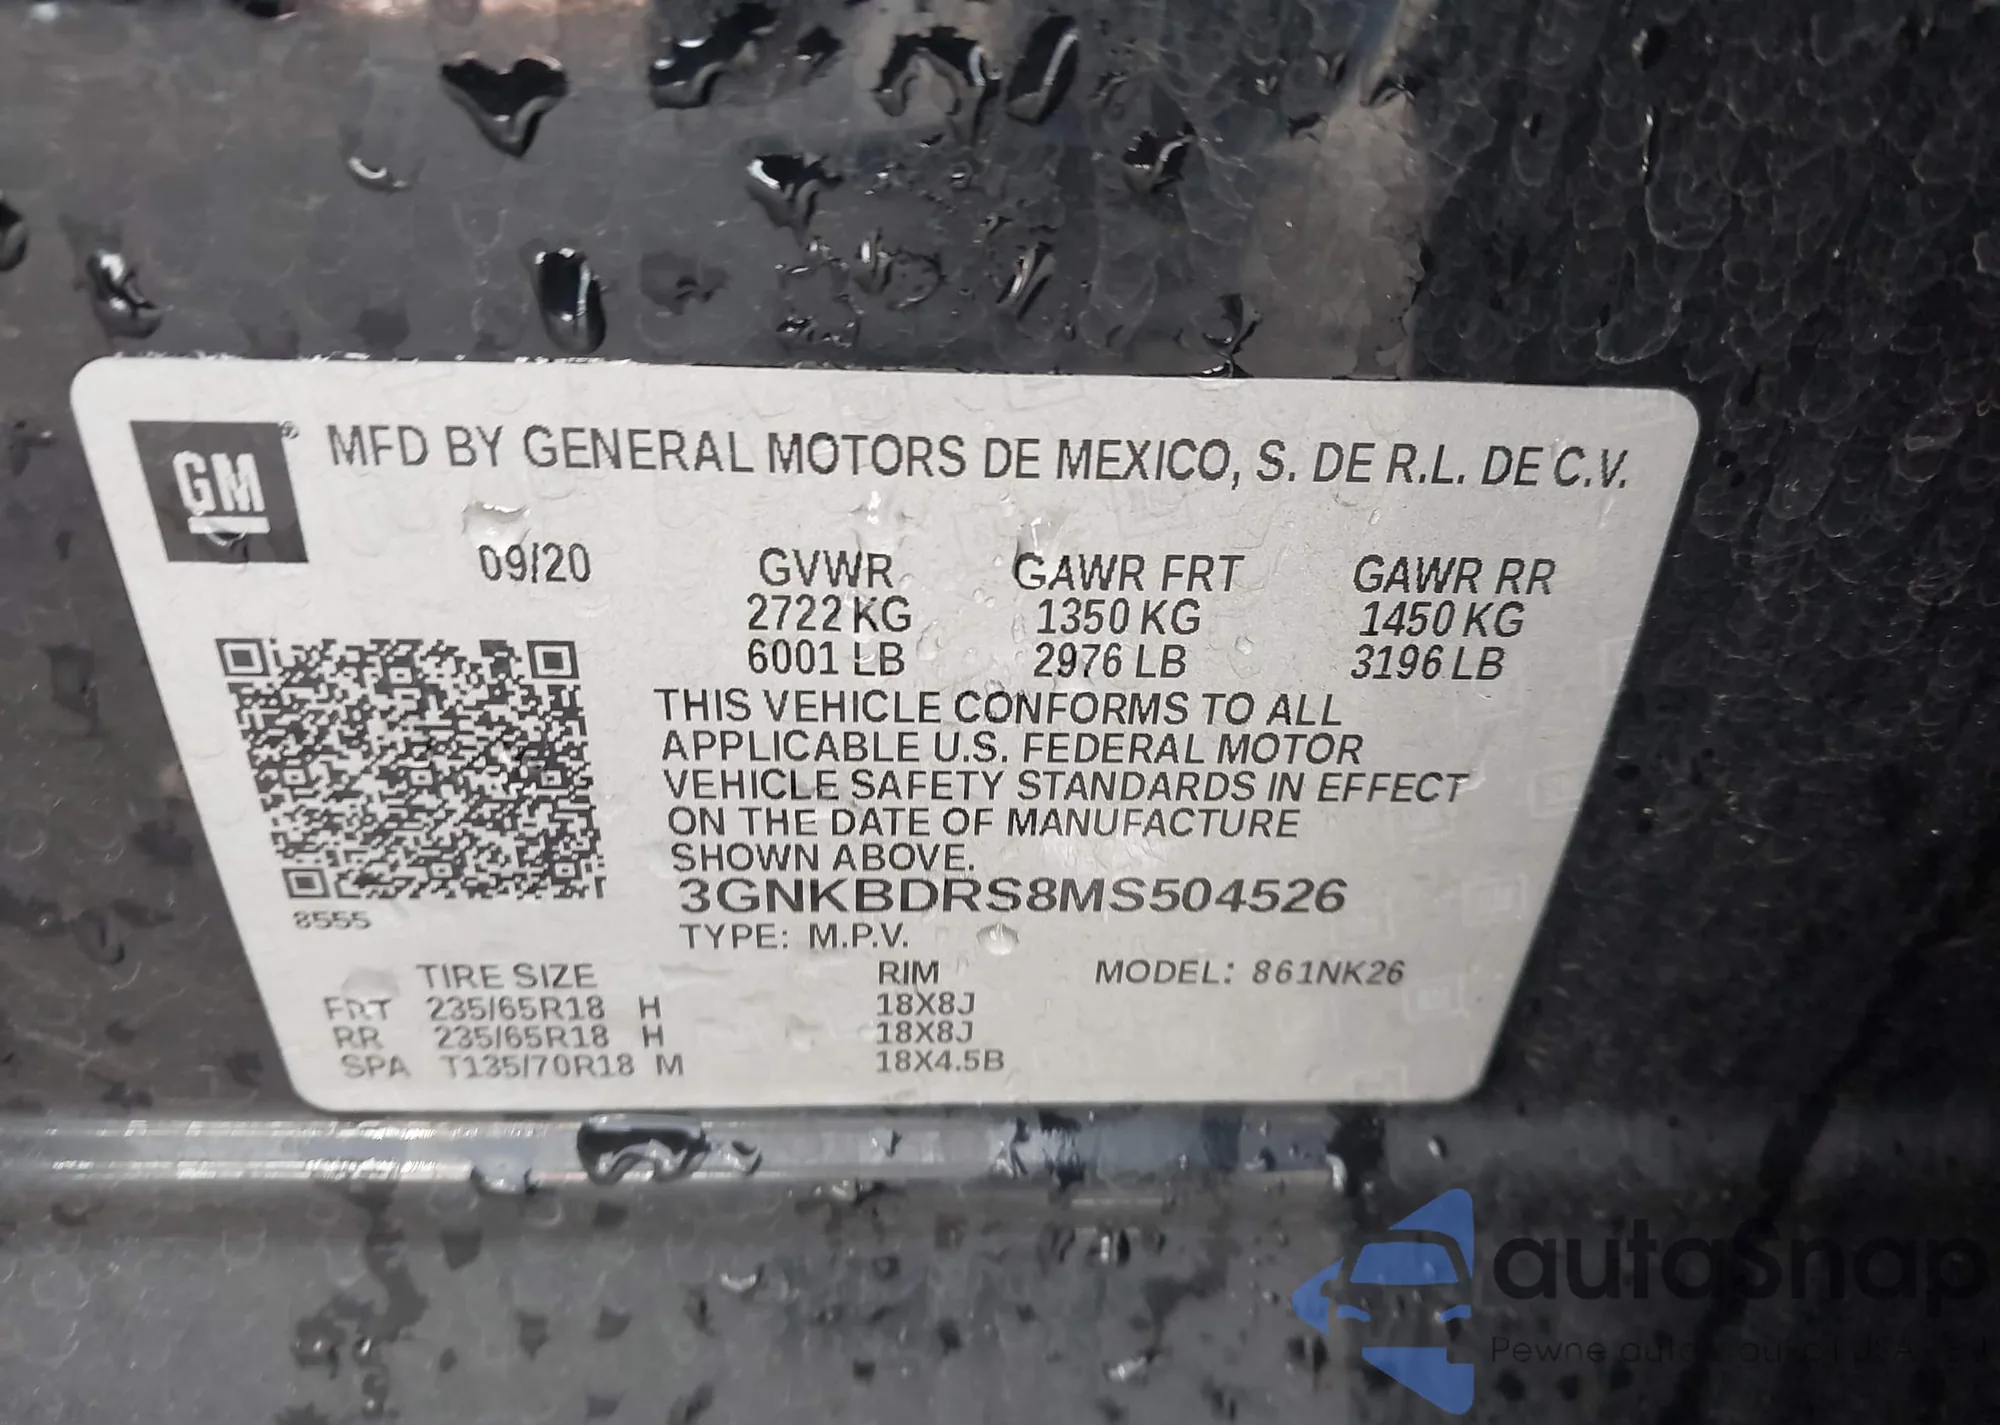 GM ® MFD BY GENERAL MOTORS DE MEXICO, S. DE R.L. DE C.V.
09/20 GVWR GAWR FRT GAWR RR
2722 KG 1350 KG 1450 KG
6001 LB 2976 LB 3196 LB
THIS VEHICLE CONFORMS TO ALL
APPLICABLE U.S. FEDERAL MOTOR
VEHICLE SAFETY STANDARDS IN EFFECT
ON THE DATE OF MANUFACTURE
SHOWN ABOVE.
3GNKBDRS8MS504526
8555
TYPE: M.P.V.
TIRE SIZE RIM MODEL: 861NK26
FRT 235/65R18 H 18X8J
RR 235/65R18 H 18X8J
SPA T135/70R18 M 18X4.5B
autaSnap
Pewne auta